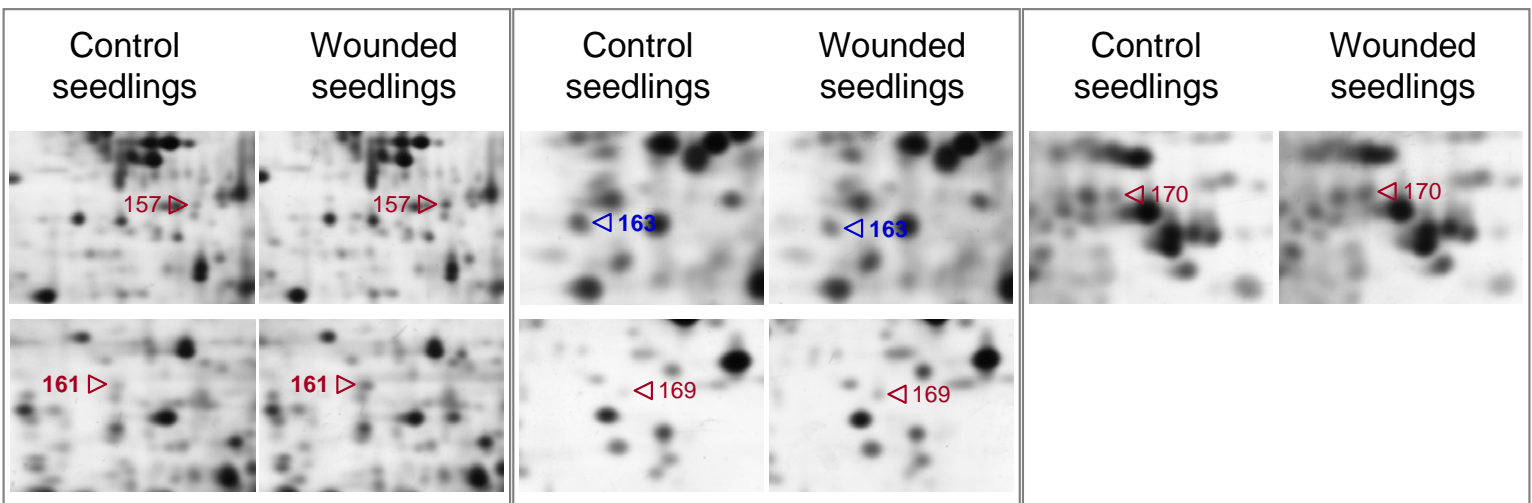 Control
seedlings
Wounded
seedlings
Control
seedlings
Wounded
seedlings
Control
seedlings
Wounded
seedlings
157
157
163
163
170
170
161
161
169
169